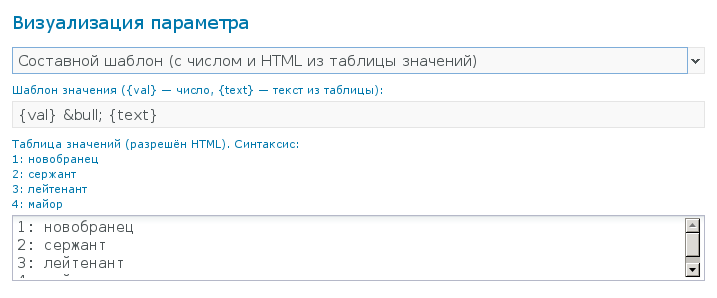 Визуализация параметра
Составной шаблон (с числом и HTML из таблицы значений)
Шаблон значения ({val} — число, {text} — текст из таблицы):
{val} &bull; {text}
Таблица значений (разрешён HTML). Синтаксис:
1: новобранец
2: сержант
3: лейтенант
4: майор
1: новобранец
2: сержант
3: лейтенант